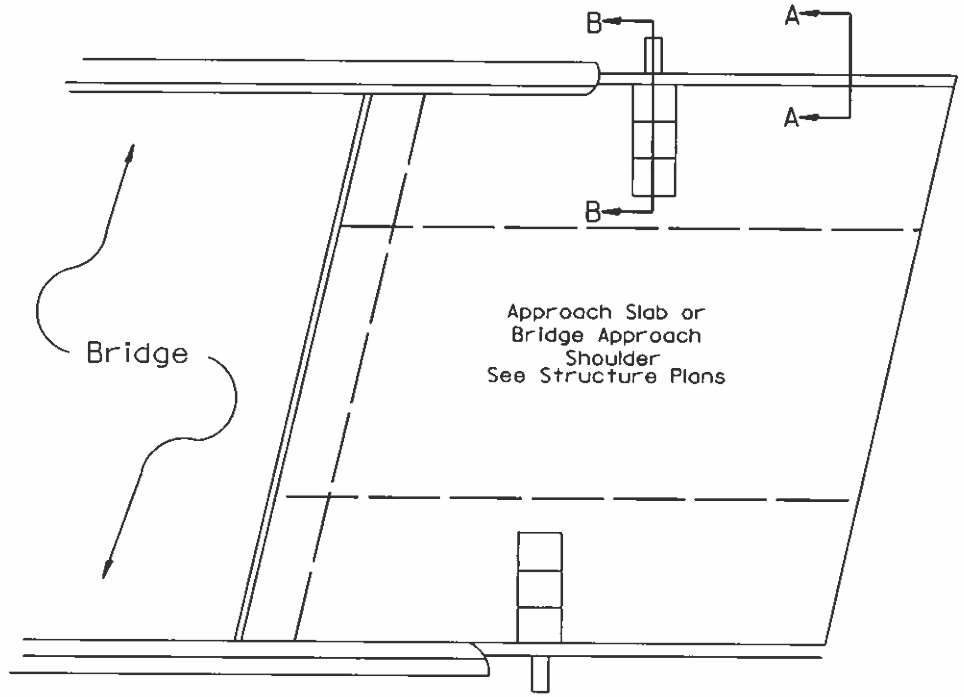 B
A
A
B
Approach Slab or
Bridge Approach
Shoulder
See Structure Plans
Bridge